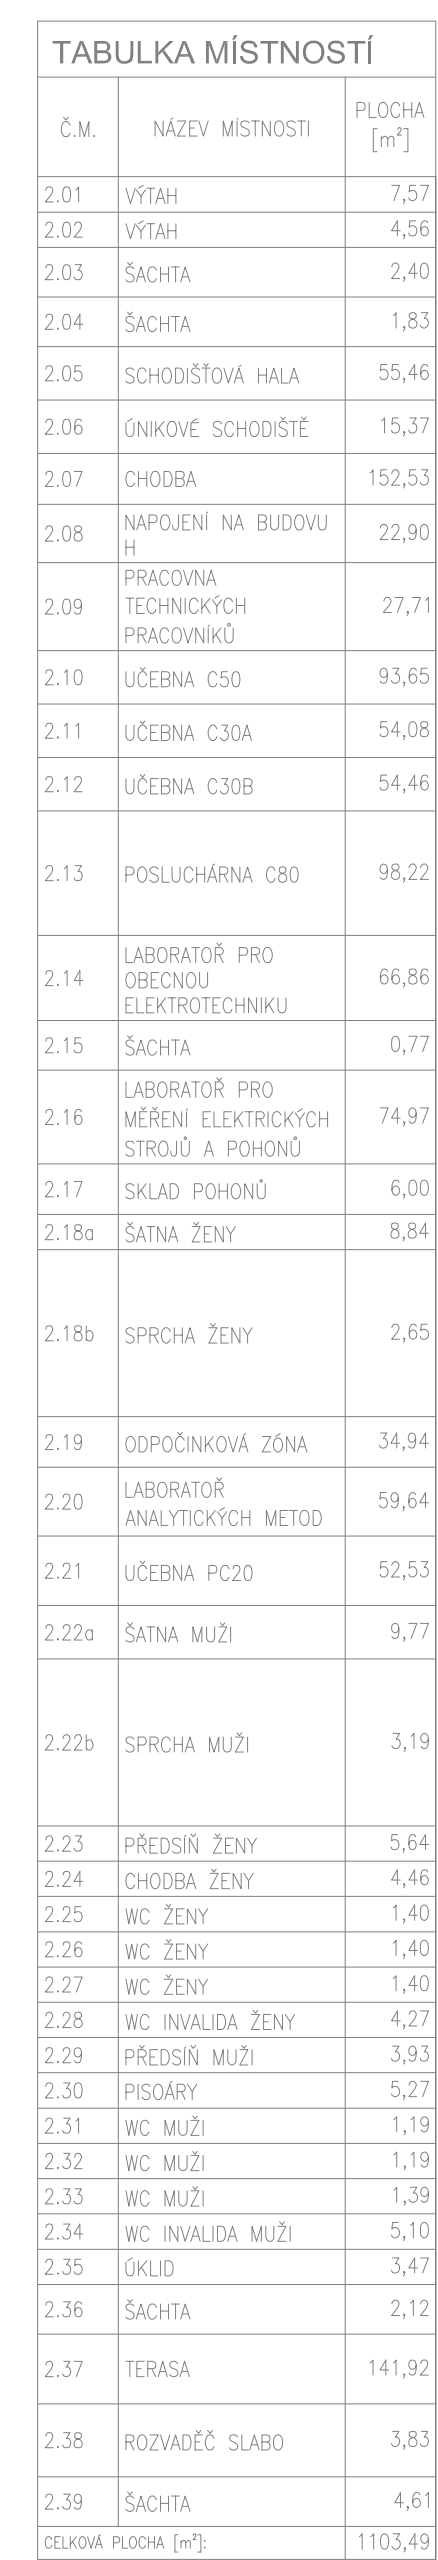 TABULKA MÍSTNOSTÍ
Č.M. NÁZEV MÍSTNOSTI PLOCHA
[m²]
2.01 VÝTAH 7,57
2.02 VÝTAH 4,56
2.03 ŠACHTA 2,40
2.04 ŠACHTA 1,83
2.05 SCHODIŠŤOVÁ HALA 55,46
2.06 ÚNIKOVÉ SCHODIŠTĚ 15,37
2.07 CHODBA 152,53
2.08 NAPOJENÍ NA BUDOVU 22,90
H
PRACOVNA
2.09 TECHNICKÝCH 27,71
PRACOVNÍKŮ
2.10 UČEBNA C50 93,65
2.11 UČEBNA C30A 54,08
2.12 UČEBNA C30B 54,46
2.13 POSLUCHÁRNA C80 98,22
LABORATOŘ PRO
2.14 OBECNOU 66,86
ELEKTROTECHNIKU
2.15 ŠACHTA 0,77
LABORATOŘ PRO
2.16 MĚŘENÍ ELEKTRICKÝCH 74,97
STROJŮ A POHONŮ
2.17 SKLAD POHONŮ 6,00
2.18a ŠATNA ŽENY 8,84
2.18b SPRCHA ŽENY 2,65
2.19 ODPOČINKOVÁ ZÓNA 34,94
2.20 LABORATOŘ 59,64
ANALYTICKÝCH METOD
2.21 UČEBNA PC20 52,53
2.22a ŠATNA MUŽI 9,77
2.22b SPRCHA MUŽI 3,19
2.23 PŘEDSÍŇ ŽENY 5,64
2.24 CHODBA ŽENY 4,46
2.25 WC ŽENY 1,40
2.26 WC ŽENY 1,40
2.27 WC ŽENY 1,40
2.28 WC INVALIDA ŽENY 4,27
2.29 PŘEDSÍŇ MUŽI 3,93
2.30 PISOÁRY 5,27
2.31 WC MUŽI 1,19
2.32 WC MUŽI 1,19
2.33 WC MUŽI 1,39
2.34 WC INVALIDA MUŽI 5,10
2.35 ÚKLID 3,47
2.36 ŠACHTA 2,12
2.37 TERASA 141,92
2.38 ROZVADĚČ SLABO 3,83
2.39 ŠACHTA 4,61
CELKOVÁ PLOCHA [m²]: 1103,49